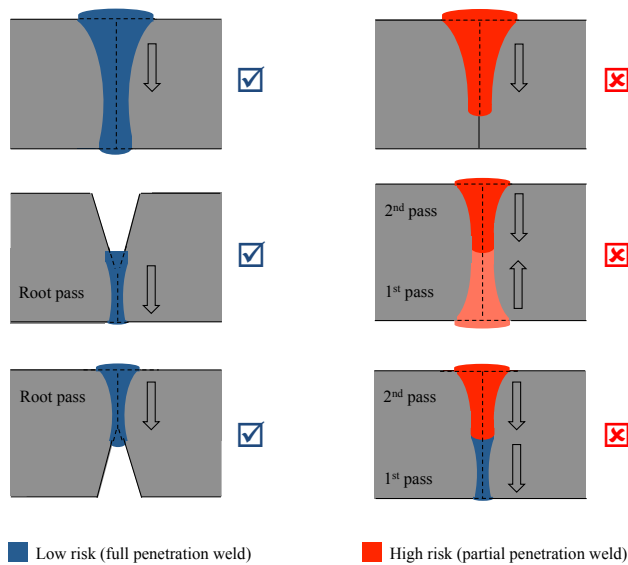 2nd pass
1st pass
Root pass
Root pass
2nd pass
1st pass
Low risk (full penetration weld)
High risk (partial penetration weld)